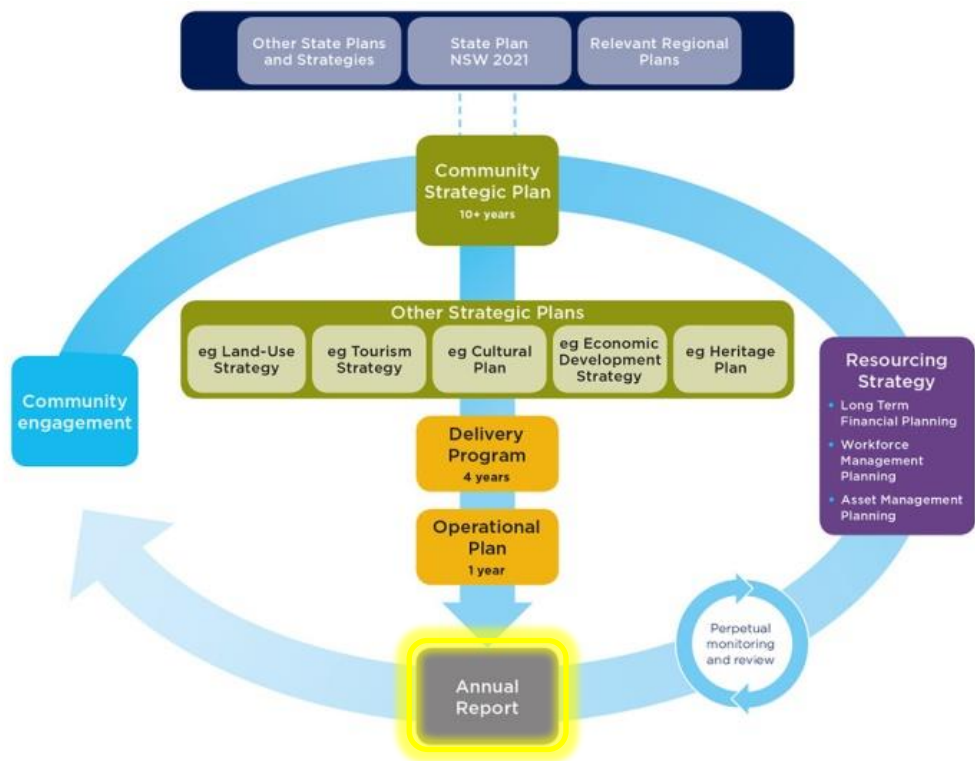 Other State Plans
and Strategies
State Plan
NSW 2021
Relevant Regional
Plans
Community
Strategic Plan
10+ years
Other Strategic Plans
eg Land-Use
Strategy
eg Tourism
Strategy
eg Cultural
Plan
eg Economic
Development
Strategy
eg Heritage
Plan
Community
engagement
Resourcing
Strategy
• Long Term
Financial Planning
• Workforce
Management
Planning
• Asset Management
Planning
Delivery
Program
4 years
Operational
Plan
1 year
Perpetual
monitoring
and review
Annual
Report